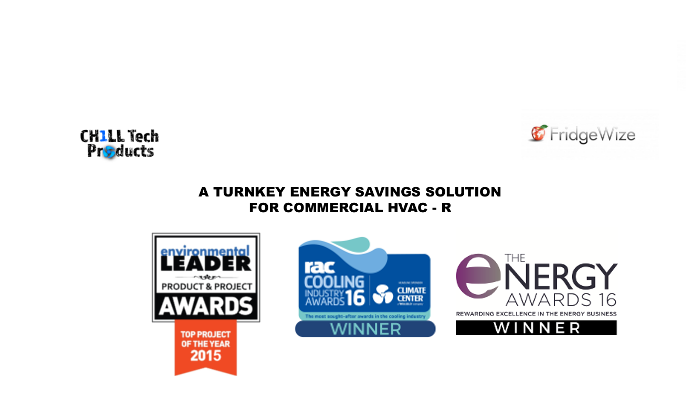 CH1LL Tech
Products
FridgeWize
A TURNKEY ENERGY SAVINGS SOLUTION
FOR COMMERCIAL HVAC - R
environmental
LEADER
PRODUCT & PROJECT
AWARDS
TOP PROJECT
OF THE YEAR
2015
rac
COOLING
INDUSTRY
AWARDS 16
CLIMATE
CENTER
The most sought-after awards in the cooling industry
WINNER
THE
eNERGY
AWARDS 16
REWARDING EXCELLENCE IN THE ENERGY BUSINESS
WINNER